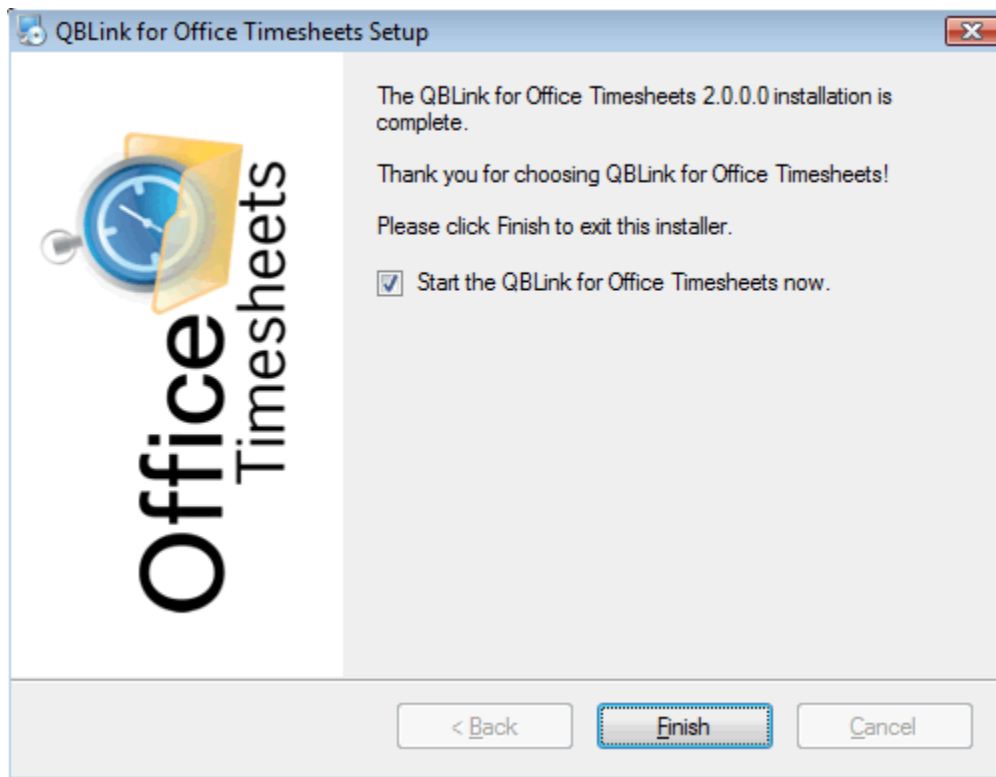 QBLink for Office Timesheets Setup
The QBLink for Office Timesheets 2.0.0.0 installation is
complete.
Thank you for choosing QBLink for Office Timesheets!
Please click Finish to exit this installer.
Start the QBLink for Office Timesheets now.
Office
Timesheets
< Back
Finish
Cancel